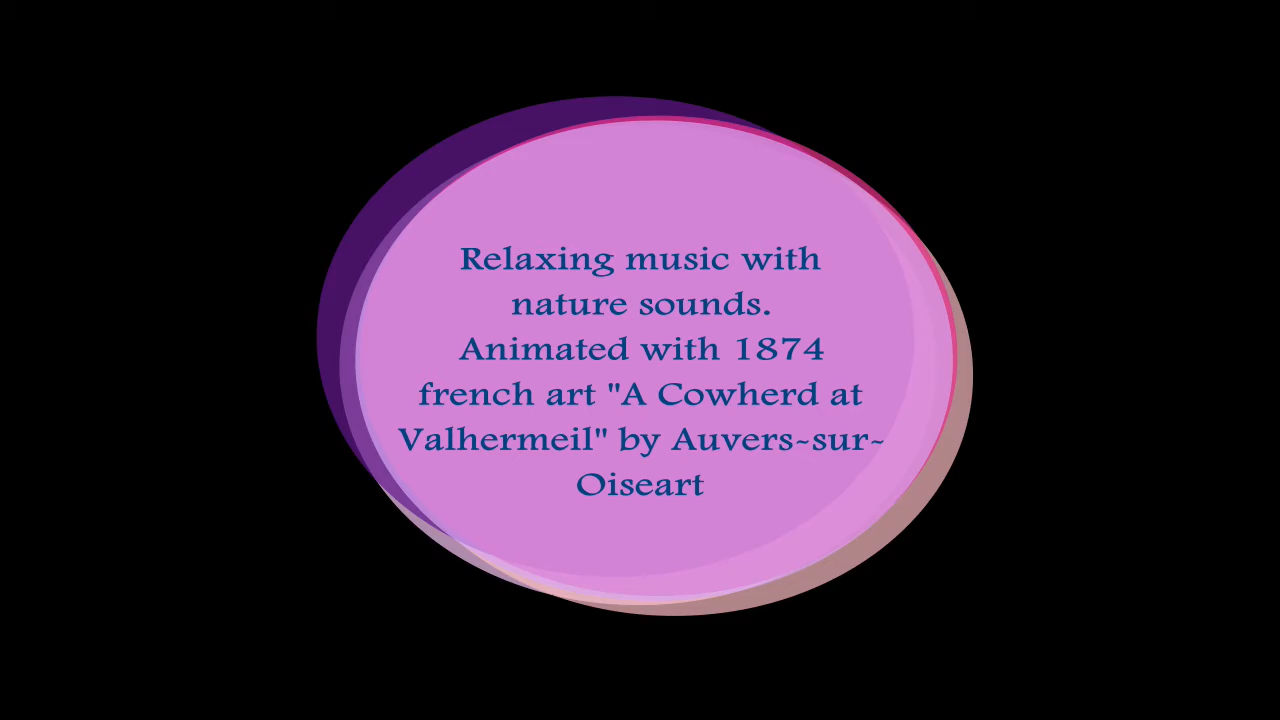 Relaxing music with
nature sounds.
Animated with 1874
french art "A Cowherd at
Valhermeil" by Auvers-sur-
Oiseart